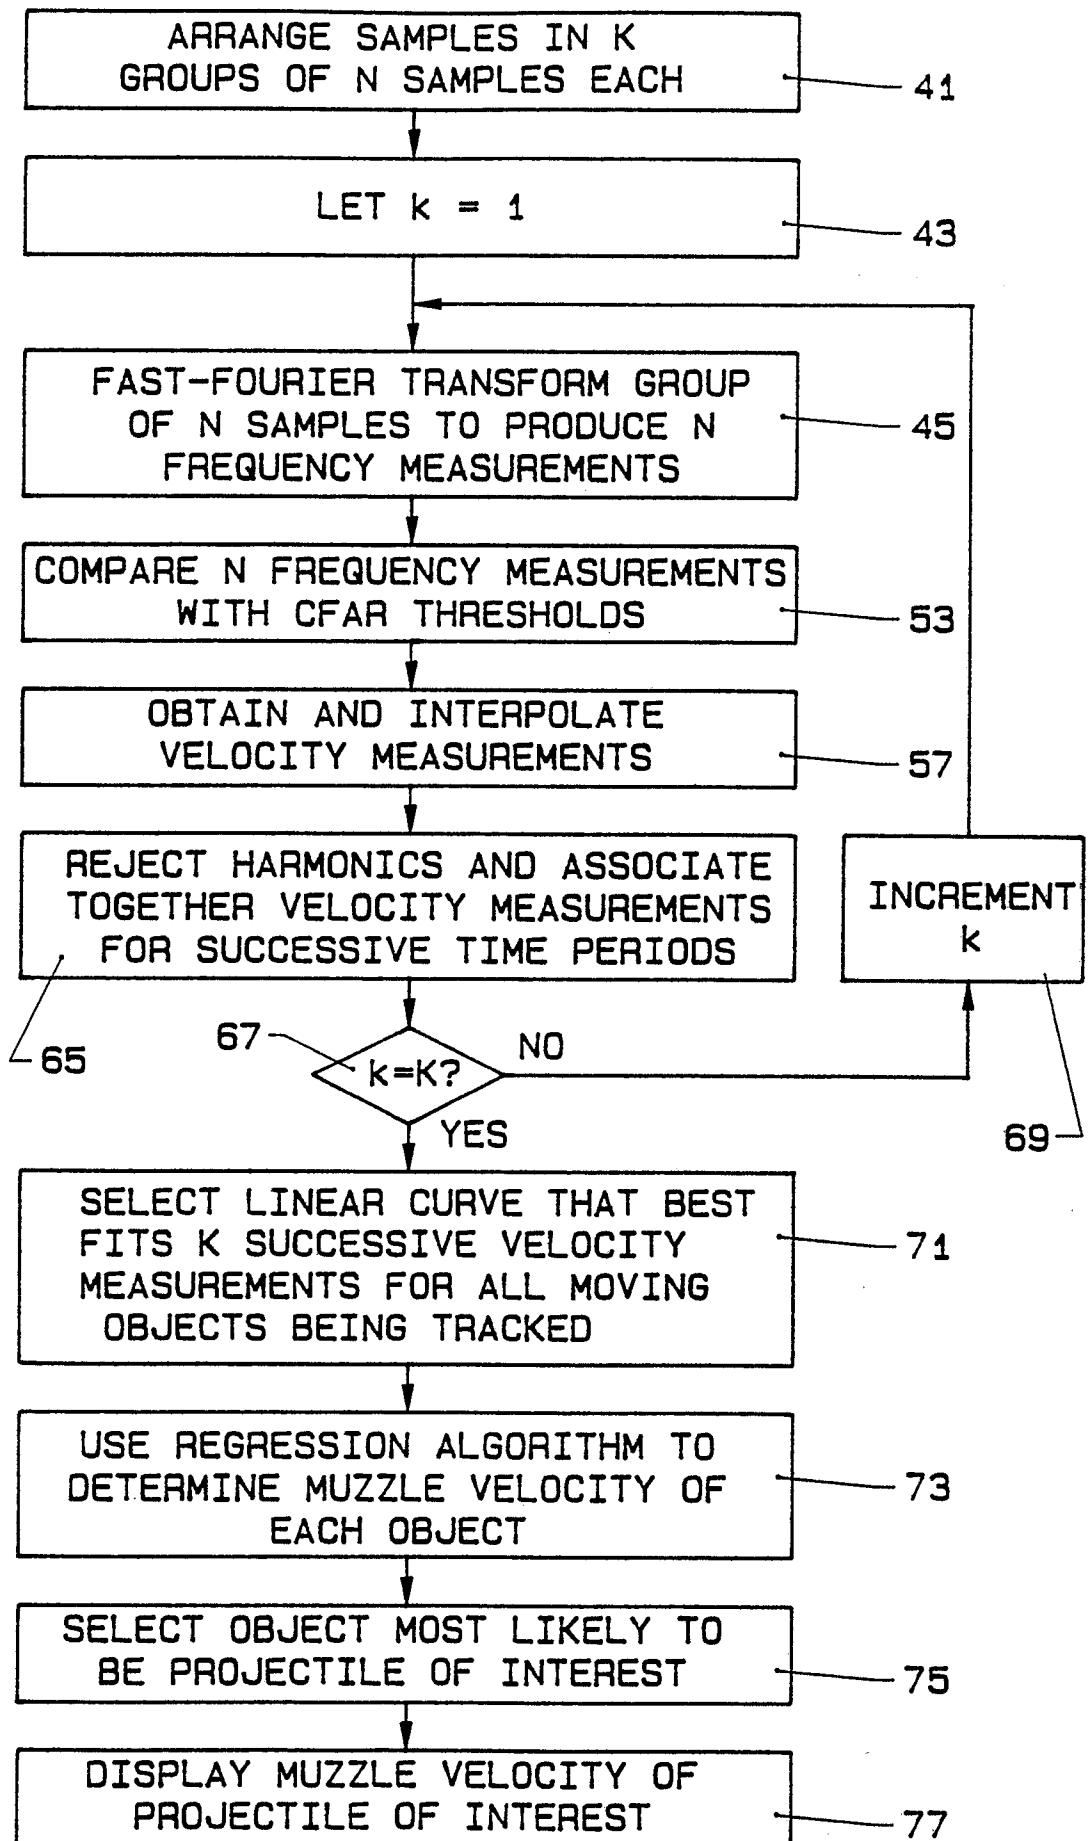 ARRANGE SAMPLES IN K
GROUPS OF N SAMPLES EACH
41
LET k = 1
43
FAST-FOURIER TRANSFORM GROUP
OF N SAMPLES TO PRODUCE N
FREQUENCY MEASUREMENTS
45
COMPARE N FREQUENCY MEASUREMENTS
WITH CFAR THRESHOLDS
53
OBTAIN AND INTERPOLATE
VELOCITY MEASUREMENTS
57
REJECT HARMONICS AND ASSOCIATE
TOGETHER VELOCITY MEASUREMENTS
FOR SUCCESSIVE TIME PERIODS
65
INCREMENT
k
69
67
k=K?
NO
YES
SELECT LINEAR CURVE THAT BEST
FITS K SUCCESSIVE VELOCITY
MEASUREMENTS FOR ALL MOVING
OBJECTS BEING TRACKED
71
USE REGRESSION ALGORITHM TO
DETERMINE MUZZLE VELOCITY OF
EACH OBJECT
73
SELECT OBJECT MOST LIKELY TO
BE PROJECTILE OF INTEREST
75
DISPLAY MUZZLE VELOCITY OF
PROJECTILE OF INTEREST
77